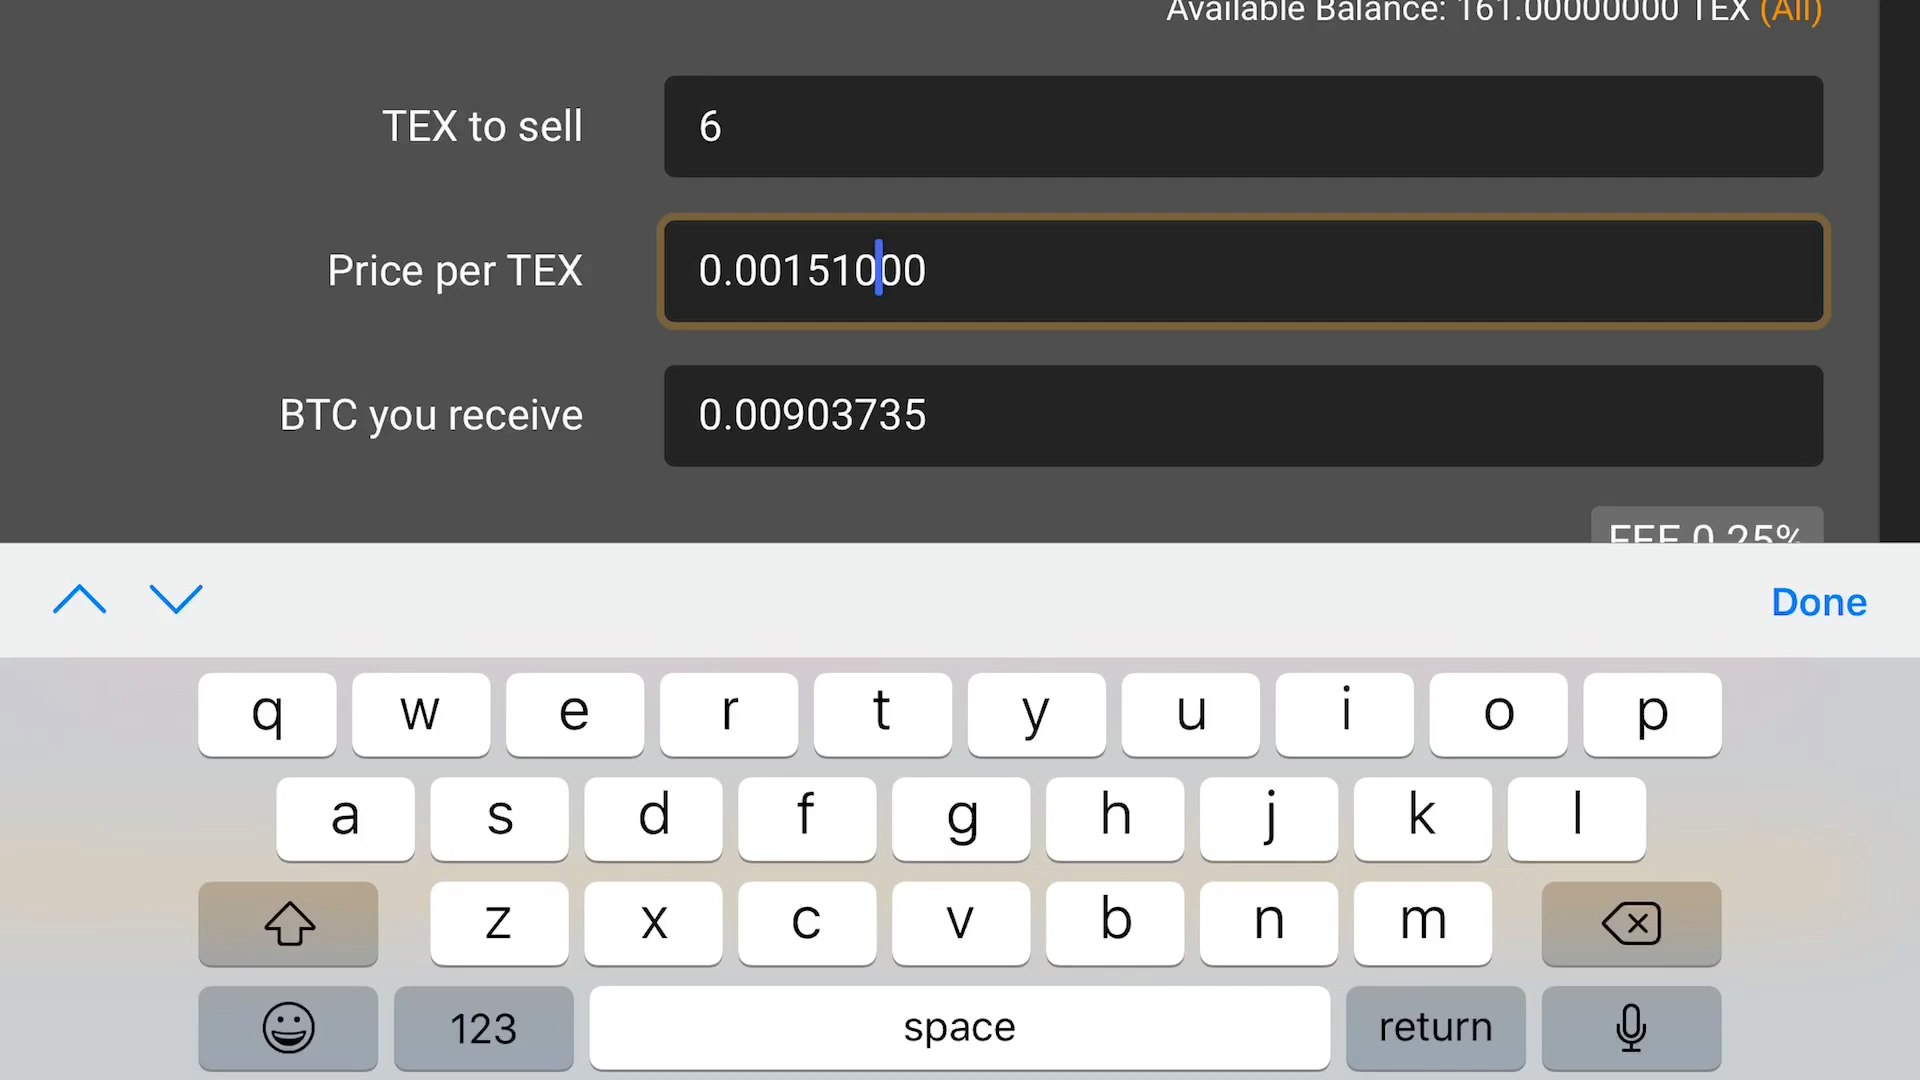 Available Balance: 161.00000000 TEX (All)
TEX to sell 6
Price per TEX 0.00151000
BTC you receive 0.00903735
FEE 0.25%
Done
q w e r t y u i o p
a s d f g h j k l
z x c v b n m
123 space return